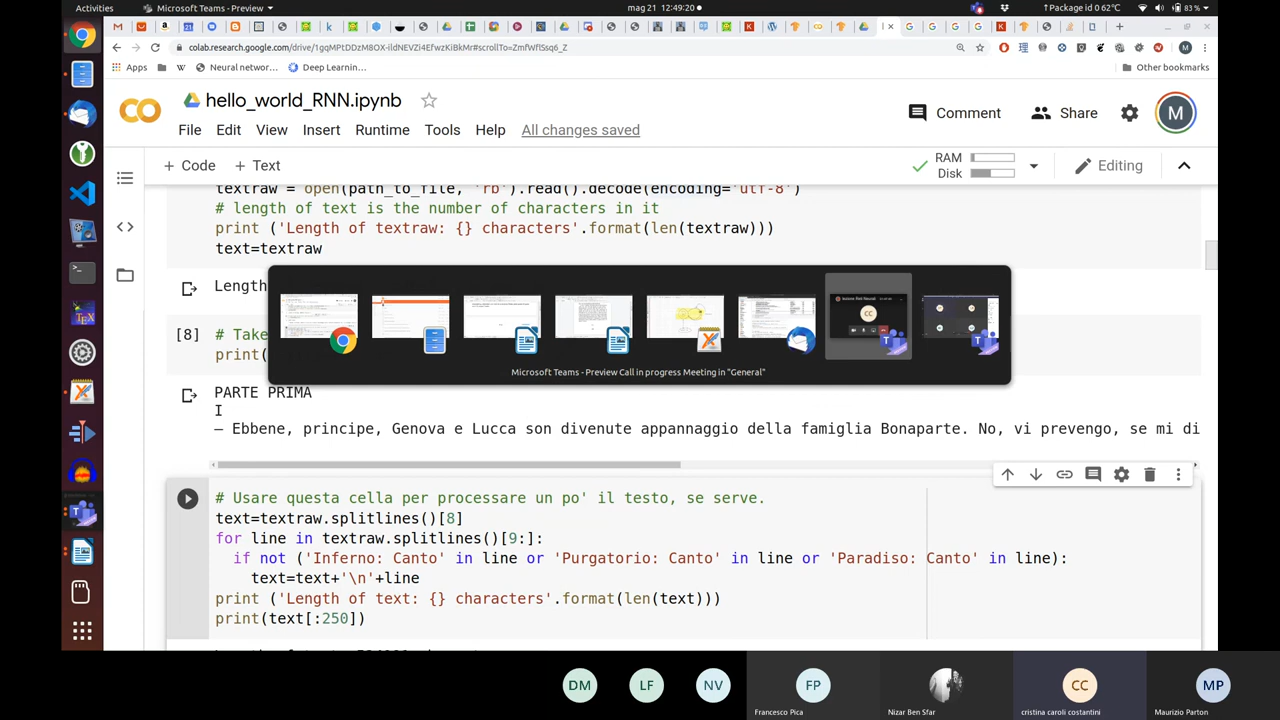 Activities
Microsoft Teams - Preview
mag 21 12:49:20
Package id 0 62°C
83 %
colab.research.google.com/drive/1gqMPtDDzM8OX-ildNEVZi4EfwzKiBkMr#scrollTo=ZmfWflSsq6_Z
Apps
Neural networ...
Deep Learnin...
Other bookmarks
hello_world_RNN.ipynb
Comment
Share
M
File Edit View Insert Runtime Tools Help All changes saved
+ Code + Text
RAM
Disk
Editing
textraw = open(path_to_file, 'rb').read().decode(encoding='utf-8')
# length of text is the number of characters in it
print ('Length of textraw: {} characters'.format(len(textraw)))
text=textraw
Length
[8] # Take
print(
Microsoft Teams - Preview Call in progress Meeting in "General"
PARTE PRIMA
I
— Ebbene, principe, Genova e Lucca son divenute appannaggio della famiglia Bonaparte. No, vi prevengo, se mi di
# Usare questa cella per processare un po' il testo, se serve.
text=textraw.splitlines()[8]
for line in textraw.splitlines()[9:]:
if not ('Inferno: Canto' in line or 'Purgatorio: Canto' in line or 'Paradiso: Canto' in line):
text=text+'\n'+line
print ('Length of text: {} characters'.format(len(text)))
print(text[:250])
DM
LF
NV
FP
CC
MP
Francesco Pica
Nizar Ben Sfar
cristina caroli costantini
Maurizio Parton